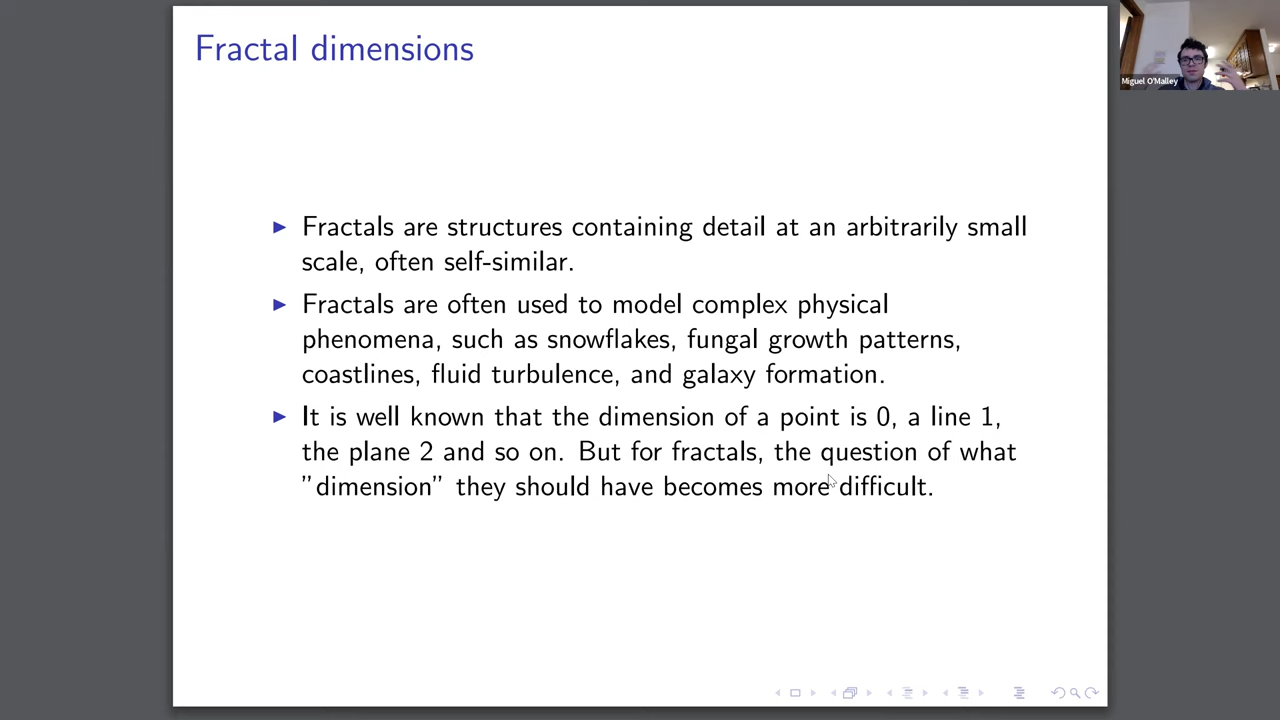 Fractal dimensions
Miguel O'Malley
Fractals are structures containing detail at an arbitrarily small
scale, often self-similar.
Fractals are often used to model complex physical
phenomena, such as snowflakes, fungal growth patterns,
coastlines, fluid turbulence, and galaxy formation.
It is well known that the dimension of a point is 0, a line 1,
the plane 2 and so on. But for fractals, the question of what
”dimension” they should have becomes more difficult.